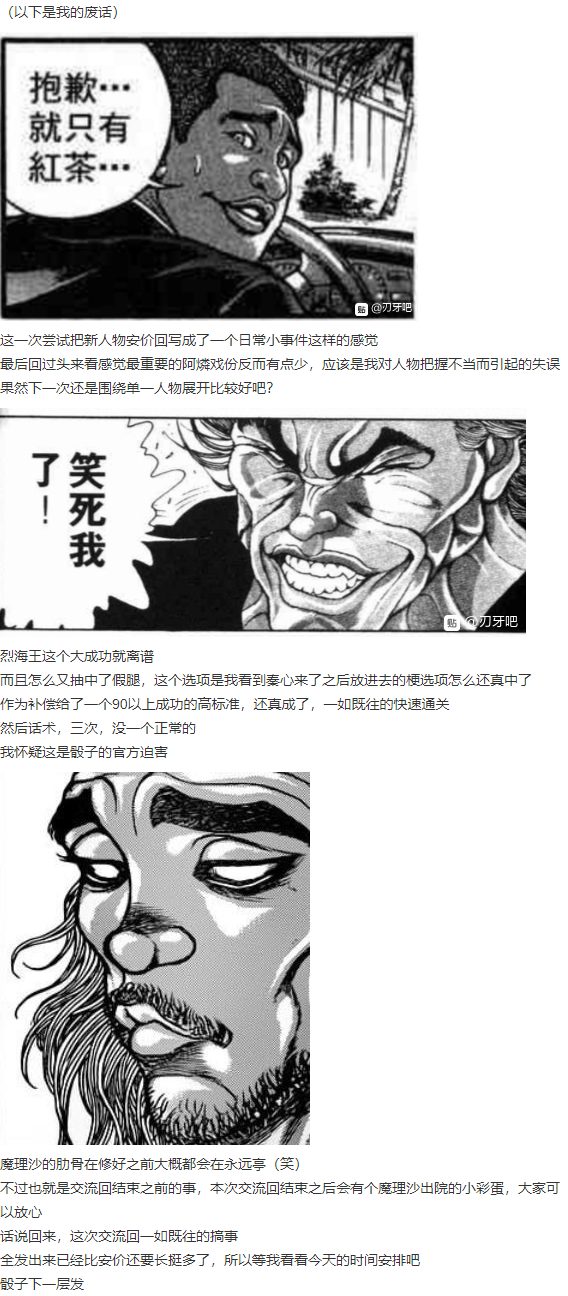 （以下是我的废话）
抱歉…
就只有
紅茶…
貼 @刃牙吧
这一次尝试把新人物安价回写成了一个日常小事件这样的感觉
最后回过头来看感觉最重要的阿燐戏份反而有点少，应该是我对人物把握不当而引起的失误
果然下一次还是围绕单一人物展开比较好吧？
笑死我
了！
貼 @刃牙吧
烈海王这个大成功就离谱
而且怎么又抽中了假腿，这个选项是我看到秦心来了之后放进去的梗选项怎么还真中了
作为补偿给了一个90以上成功的高标准，还真成了，一如既往的快速通关
然后话术，三次，没一个正常的
我怀疑这是骰子的官方迫害
魔理沙的肋骨在修好之前大概都会在永远亭（笑）
不过也就是交流回结束之前的事，本次交流回结束之后会有个魔理沙出院的小彩蛋，大家可
以放心
话说回来，这次交流回一如既往的搞事
全发出来已经比安价还要长挺多了，所以等我看看今天的时间安排吧
骰子下一层发